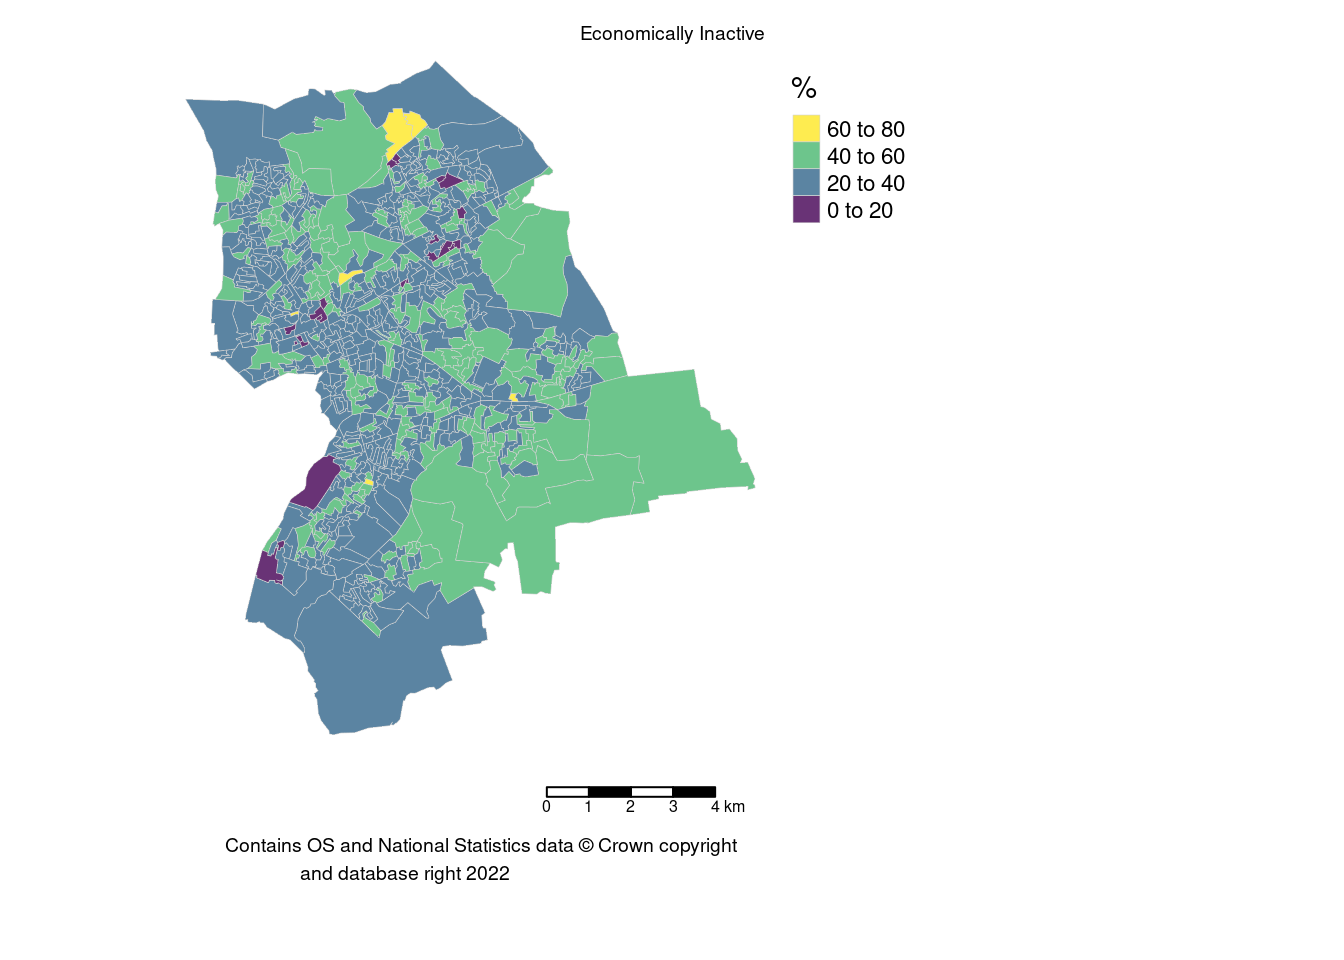 Economically Inactive
%
60 to 80
40 to 60
20 to 40
0 to 20
0 1 2 3 4 km
Contains OS and National Statistics data © Crown copyright
and database right 2022